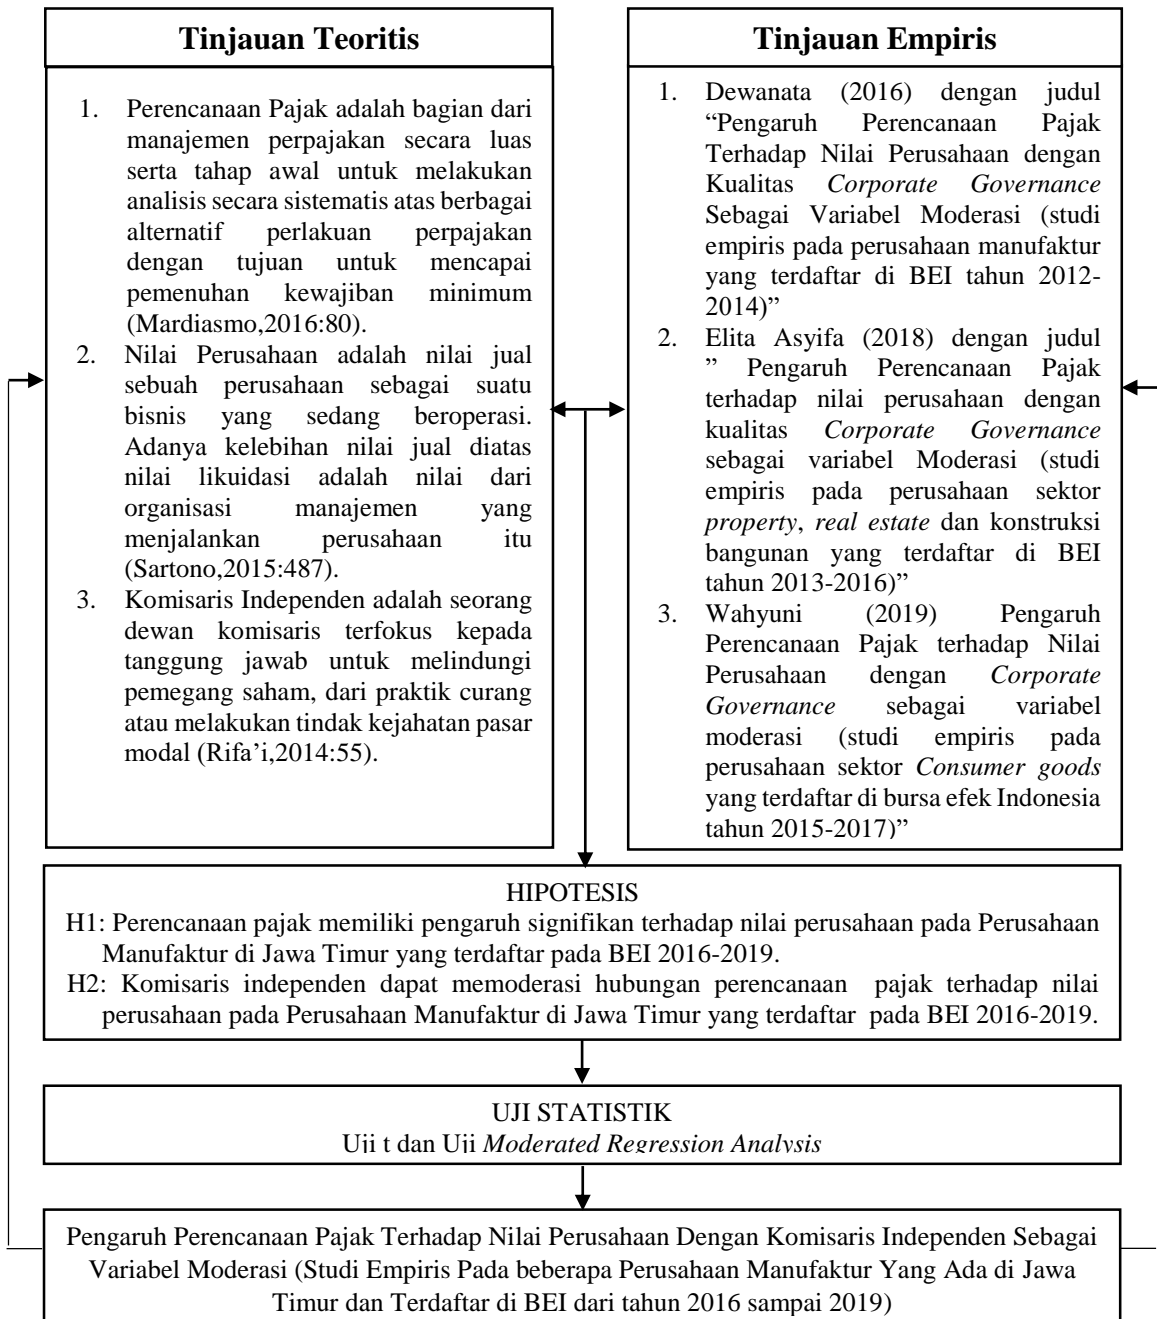 Tinjauan Teoritis
1. Perencanaan Pajak adalah bagian dari
manajemen perpajakan secara luas
serta tahap awal untuk melakukan
analisis secara sistematis atas berbagai
alternatif perlakuan perpajakan
dengan tujuan untuk mencapai
pemenuhan kewajiban minimum
(Mardiasmo,2016:80).
2. Nilai Perusahaan adalah nilai jual
sebuah perusahaan sebagai suatu
bisnis yang sedang beroperasi.
Adanya kelebihan nilai jual diatas
nilai likuidasi adalah nilai dari
organisasi manajemen yang
menjalankan perusahaan itu
(Sartono,2015:487).
3. Komisaris Independen adalah seorang
dewan komisaris terfokus kepada
tanggung jawab untuk melindungi
pemegang saham, dari praktik curang
atau melakukan tindak kejahatan pasar
modal (Rifa’i,2014:55).
Tinjauan Empiris
1. Dewanata (2016) dengan judul
“Pengaruh Perencanaan Pajak
Terhadap Nilai Perusahaan dengan
Kualitas Corporate Governance
Sebagai Variabel Moderasi (studi
empiris pada perusahaan manufaktur
yang terdaftar di BEI tahun 2012-
2014)”
2. Elita Asyifa (2018) dengan judul
” Pengaruh Perencanaan Pajak
terhadap nilai perusahaan dengan
kualitas Corporate Governance
sebagai variabel Moderasi (studi
empiris pada perusahaan sektor
property, real estate dan konstruksi
bangunan yang terdaftar di BEI
tahun 2013-2016)”
3. Wahyuni (2019) Pengaruh
Perencanaan Pajak terhadap Nilai
Perusahaan dengan Corporate
Governance sebagai variabel
moderasi (studi empiris pada
perusahaan sektor Consumer goods
yang terdaftar di bursa efek Indonesia
tahun 2015-2017)”
HIPOTESIS
H1: Perencanaan pajak memiliki pengaruh signifikan terhadap nilai perusahaan pada Perusahaan
Manufaktur di Jawa Timur yang terdaftar pada BEI 2016-2019.
H2: Komisaris independen dapat memoderasi hubungan perencanaan pajak terhadap nilai
perusahaan pada Perusahaan Manufaktur di Jawa Timur yang terdaftar pada BEI 2016-2019.
UJI STATISTIK
Uji t dan Uji Moderated Regression Analysis
Pengaruh Perencanaan Pajak Terhadap Nilai Perusahaan Dengan Komisaris Independen Sebagai
Variabel Moderasi (Studi Empiris Pada beberapa Perusahaan Manufaktur Yang Ada di Jawa
Timur dan Terdaftar di BEI dari tahun 2016 sampai 2019)